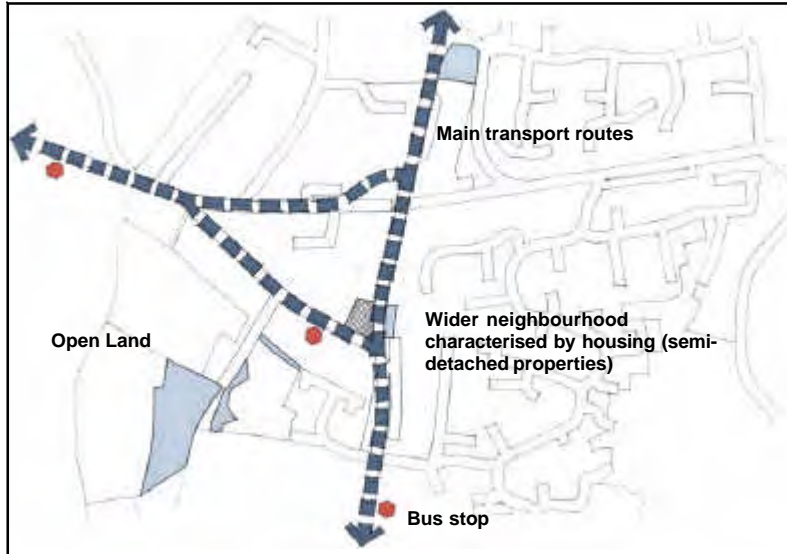 Main transport routes
Open Land
Wider neighbourhood
characterised by housing (semi-
detached properties)
Bus stop